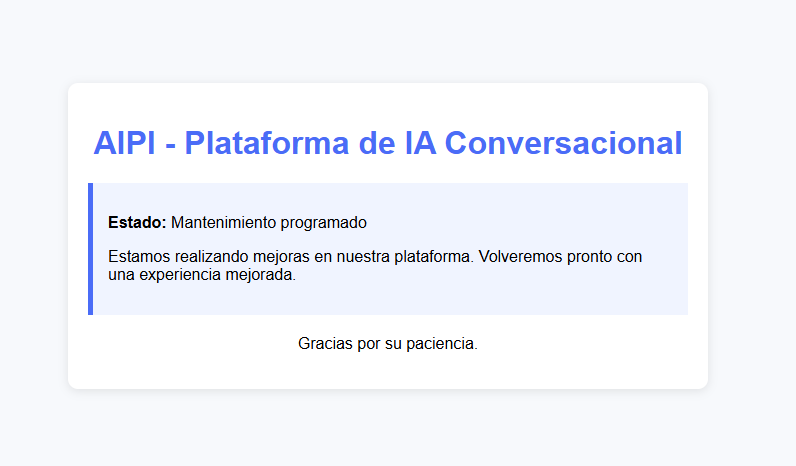 AIPI - Plataforma de IA Conversacional
Estado: Mantenimiento programado
Estamos realizando mejoras en nuestra plataforma. Volveremos pronto con
una experiencia mejorada.
Gracias por su paciencia.